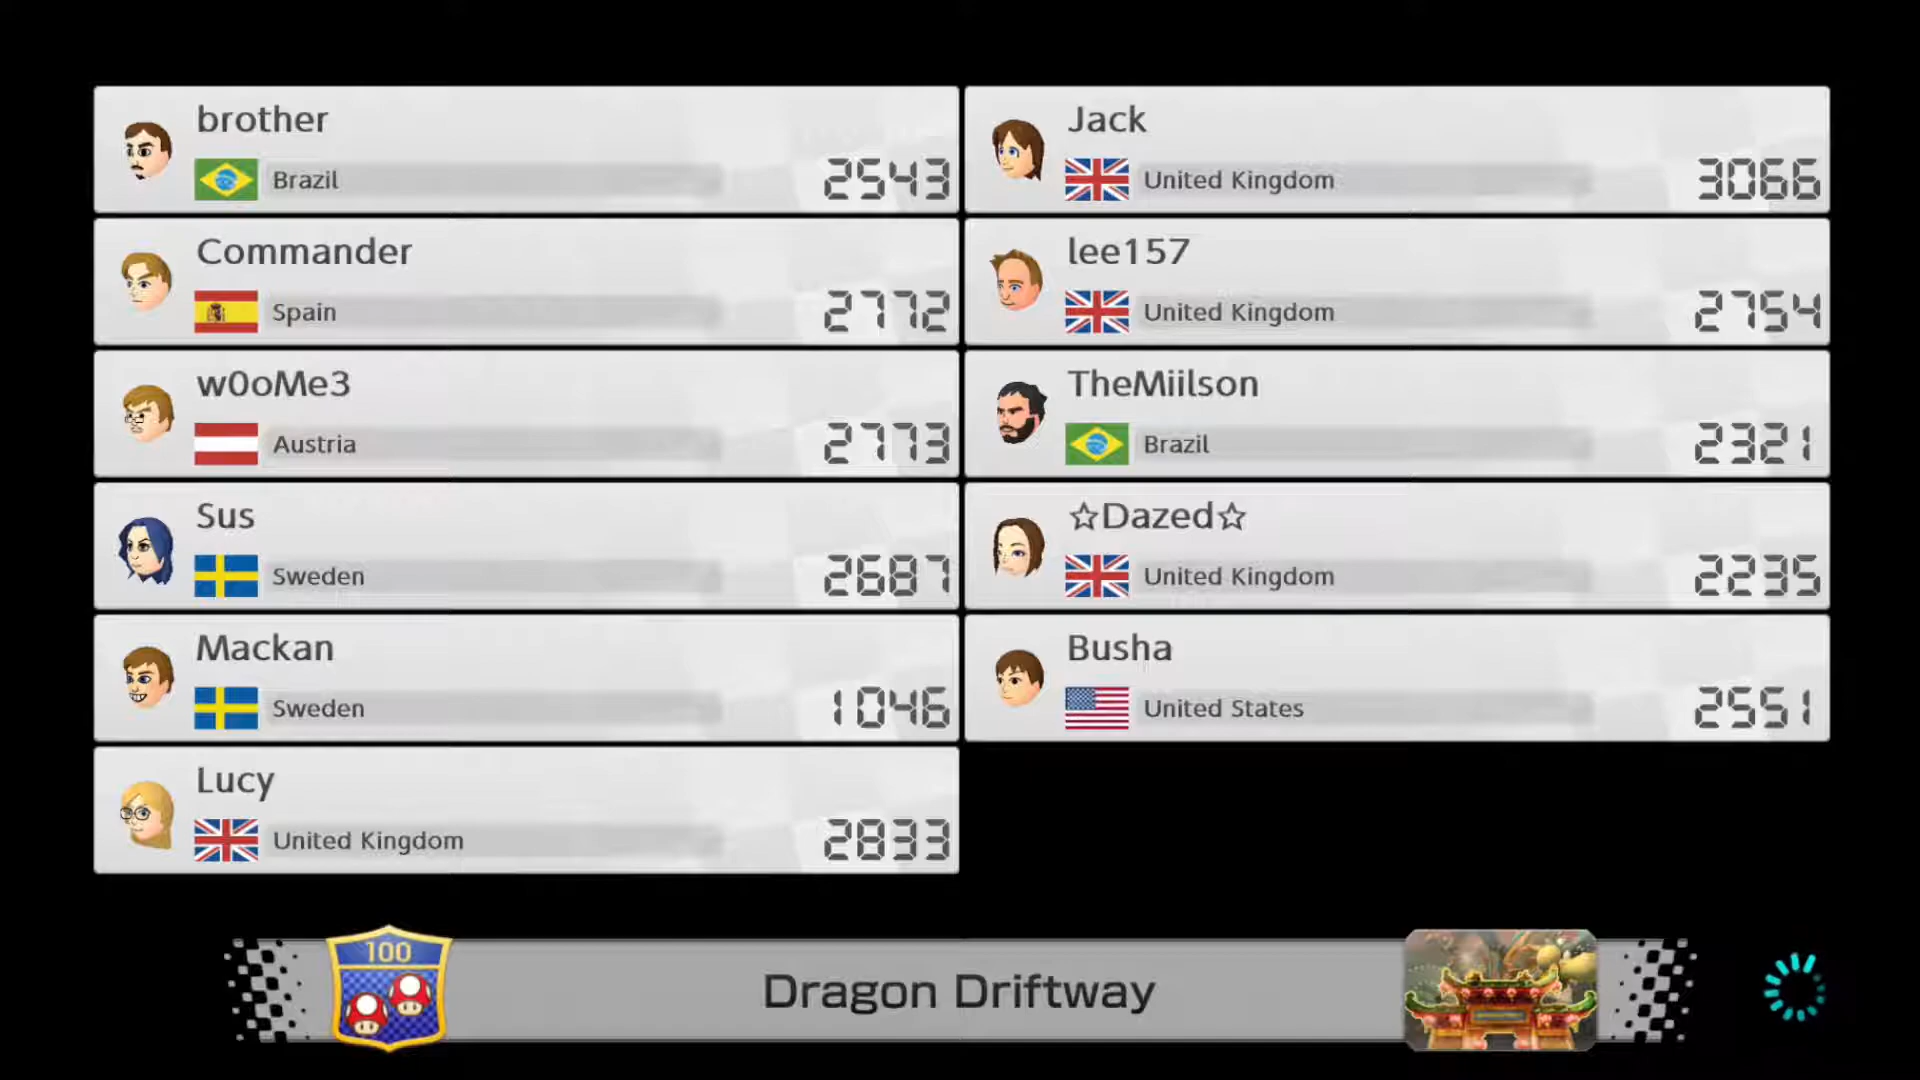 brother
Brazil
2543
Jack
United Kingdom
3066
Commander
Spain
2772
lee157
United Kingdom
2754
w0oMe3
Austria
2773
TheMiilson
Brazil
2321
Sus
Sweden
2687
☆Dazed☆
United Kingdom
2235
Mackan
Sweden
1046
Busha
United States
2551
Lucy
United Kingdom
2833
100
Dragon Driftway